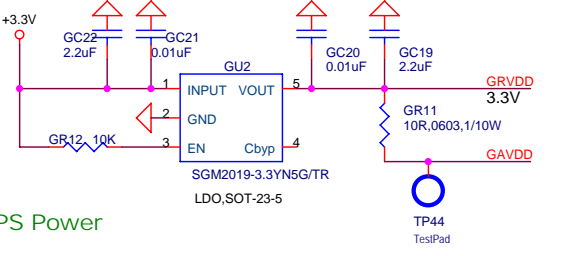 +3.3V
GC22
2.2uF
GC21
0.01uF
GC20
0.01uF
GC19
2.2uF
GU2
1 INPUT VOUT 5
2 GND
3 EN Cbyp 4
GR12 10K
SGM2019-3.3YN5G/TR
LDO,SOT-23-5
GRVDD
3.3V
GR11
10R,0603,1/10W
GAVDD
TP44
TestPad
PS Power